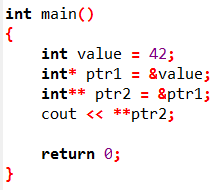 int main()
{
    int value = 42;
    int* ptr1 = &value;
    int** ptr2 = &ptr1;
    cout << **ptr2;

    return 0;
}